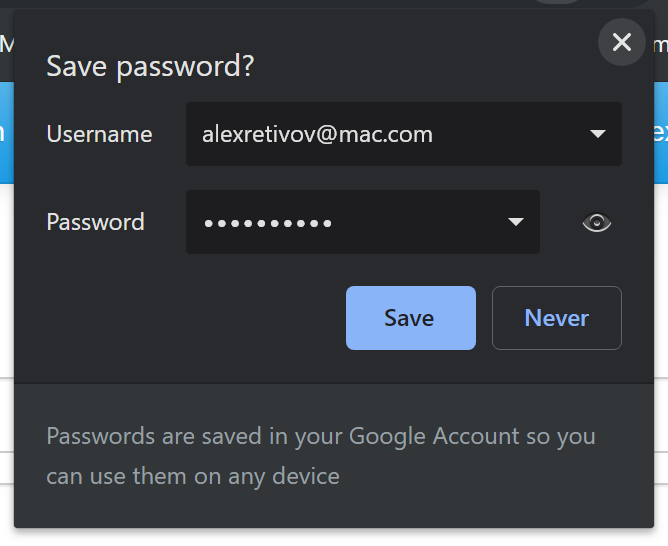 Save password?
Username
alexretivov@mac.com
Password
••••••••••
Save
Never
Passwords are saved in your Google Account so you
can use them on any device